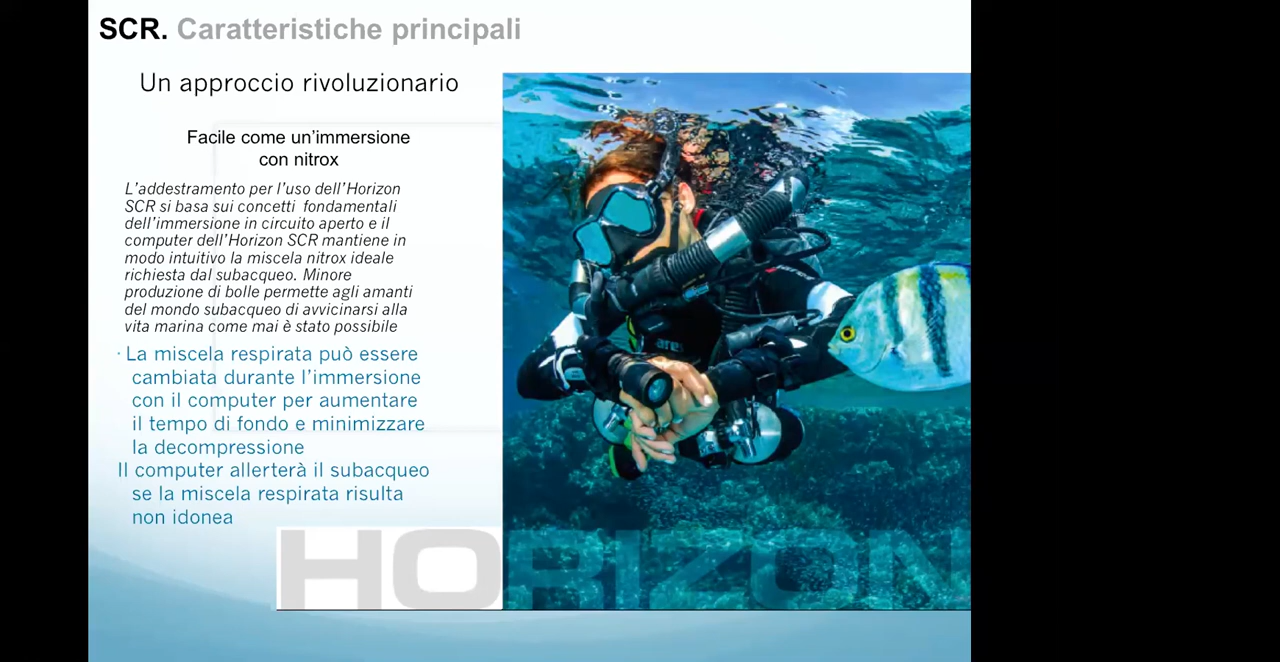 SCR. Caratteristiche principali
Un approccio rivoluzionario
Facile come un’immersione
con nitrox
L’addestramento per l’uso dell’Horizon
SCR si basa sui concetti fondamentali
dell’immersione in circuito aperto e il
computer dell’Horizon SCR mantiene in
modo intuitivo la miscela nitrox ideale
richiesta dal subacqueo. Minore
produzione di bolle permette agli amanti
del mondo subacqueo di avvicinarsi alla
vita marina come mai è stato possibile
· La miscela respirata può essere
cambiata durante l’immersione
con il computer per aumentare
il tempo di fondo e minimizzare
la decompressione
Il computer allerterà il subacqueo
se la miscela respirata risulta
non idonea
ares
HORIZON